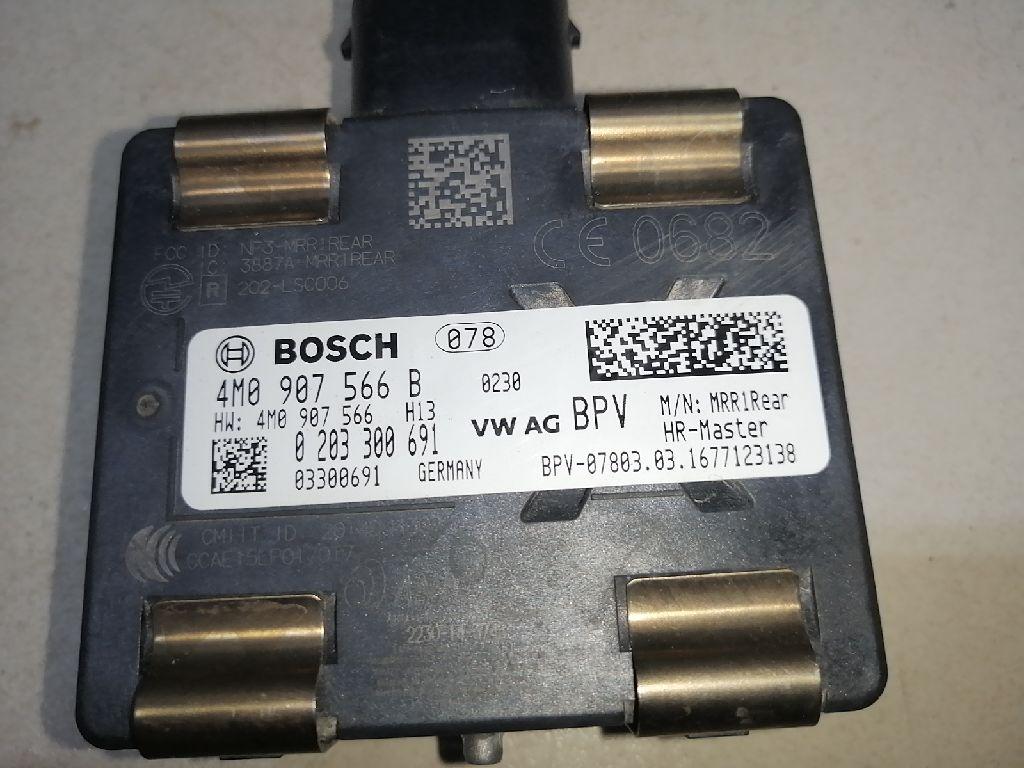 CE 0682
FCC ID: NF3-MRR1REAR
IC: 3887A-MRR1REAR
R 202-LSC006
BOSCH 078
4M0 907 566 B 0230
HW: 4M0 907 566 H13
0 203 300 691
03300691 GERMANY
VW AG BPV
M/N: MRR1Rear
HR-Master
BPV-07803.03.1677123138
CMIIT ID